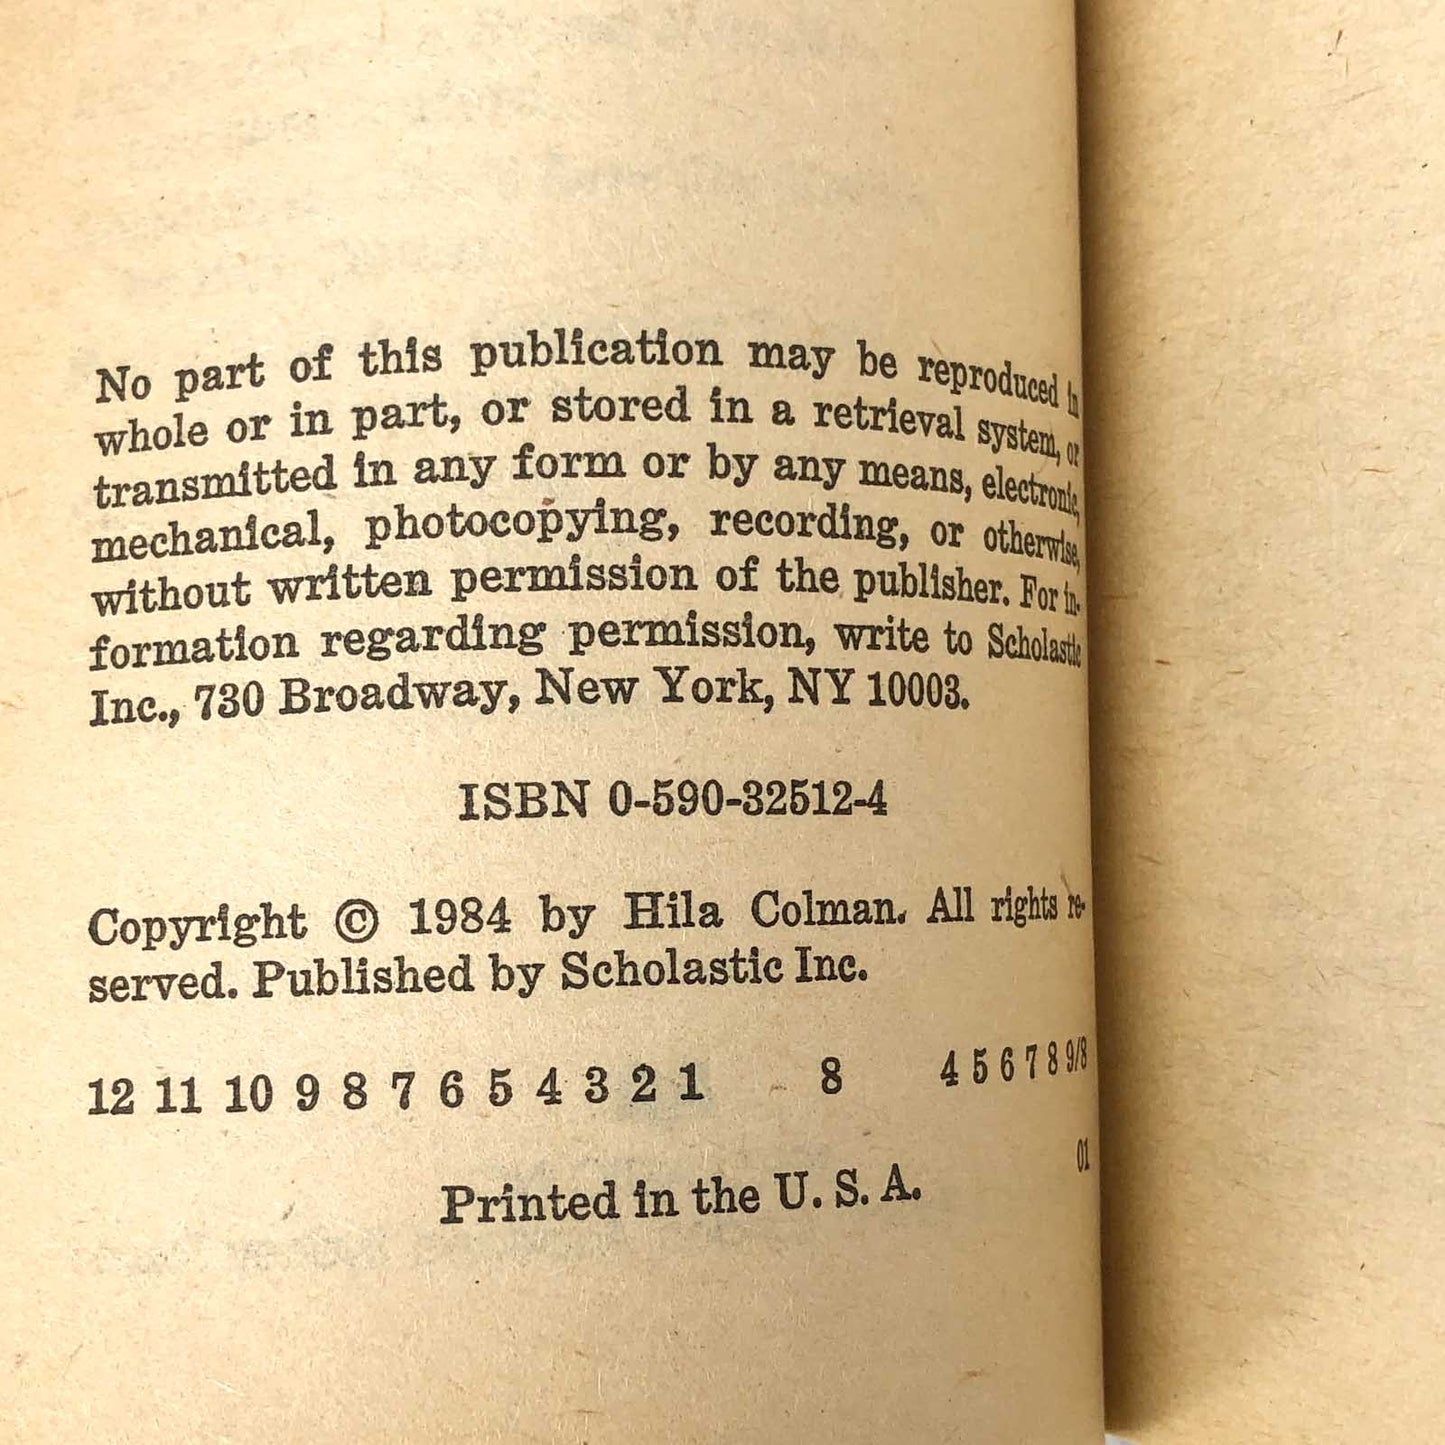 No part of this publication may be reproduced in
whole or in part, or stored in a retrieval system, or
transmitted in any form or by any means, electronic,
mechanical, photocopying, recording, or otherwise,
without written permission of the publisher. For in-
formation regarding permission, write to Scholastic
Inc., 730 Broadway, New York, NY 10003.
ISBN 0-590-32512-4
Copyright © 1984 by Hila Colman. All rights re-
served. Published by Scholastic Inc.
12 11 10 9 8 7 6 5 4 3 2 1 8 4 5 6 7 8 9/8
01
Printed in the U. S. A.